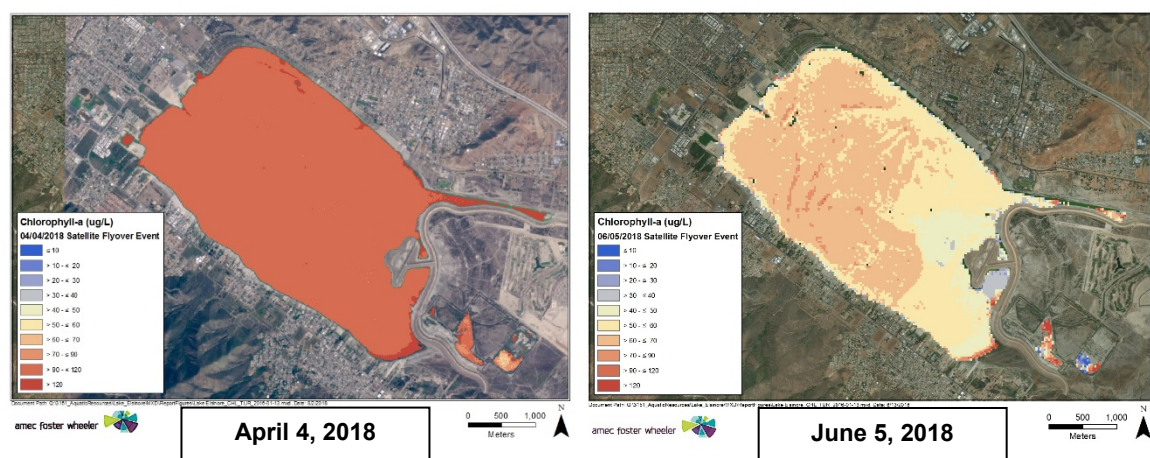 Chlorophyll-a (ug/L)
04/04/2018 Satellite Flyover Event
≤ 10
> 10 - ≤ 20
> 20 - ≤ 30
> 30 - ≤ 40
> 40 - ≤ 50
> 50 - ≤ 60
> 60 - ≤ 70
> 70 - ≤ 90
> 90 - ≤ 120
> 120
amec foster wheeler
April 4, 2018
0 500 1,000
Meters
N
Chlorophyll-a (ug/L)
06/05/2018 Satellite Flyover Event
≤ 10
> 10 - ≤ 20
> 20 - ≤ 30
> 30 - ≤ 40
> 40 - ≤ 50
> 50 - ≤ 60
> 60 - ≤ 70
> 70 - ≤ 90
> 90 - ≤ 120
> 120
amec foster wheeler
June 5, 2018
0 500 1,000
Meters
N